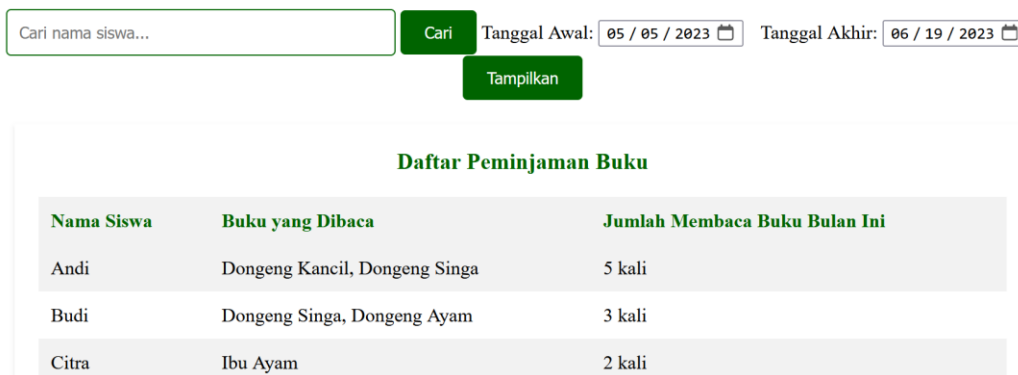 Cari nama siswa... Cari Tanggal Awal: 05/05/2023 Tanggal Akhir: 06/19/2023
Tampilkan
Daftar Peminjaman Buku
Nama Siswa Buku yang Dibaca Jumlah Membaca Buku Bulan Ini
Andi Dongeng Kancil, Dongeng Singa 5 kali
Budi Dongeng Singa, Dongeng Ayam 3 kali
Citra Ibu Ayam 2 kali